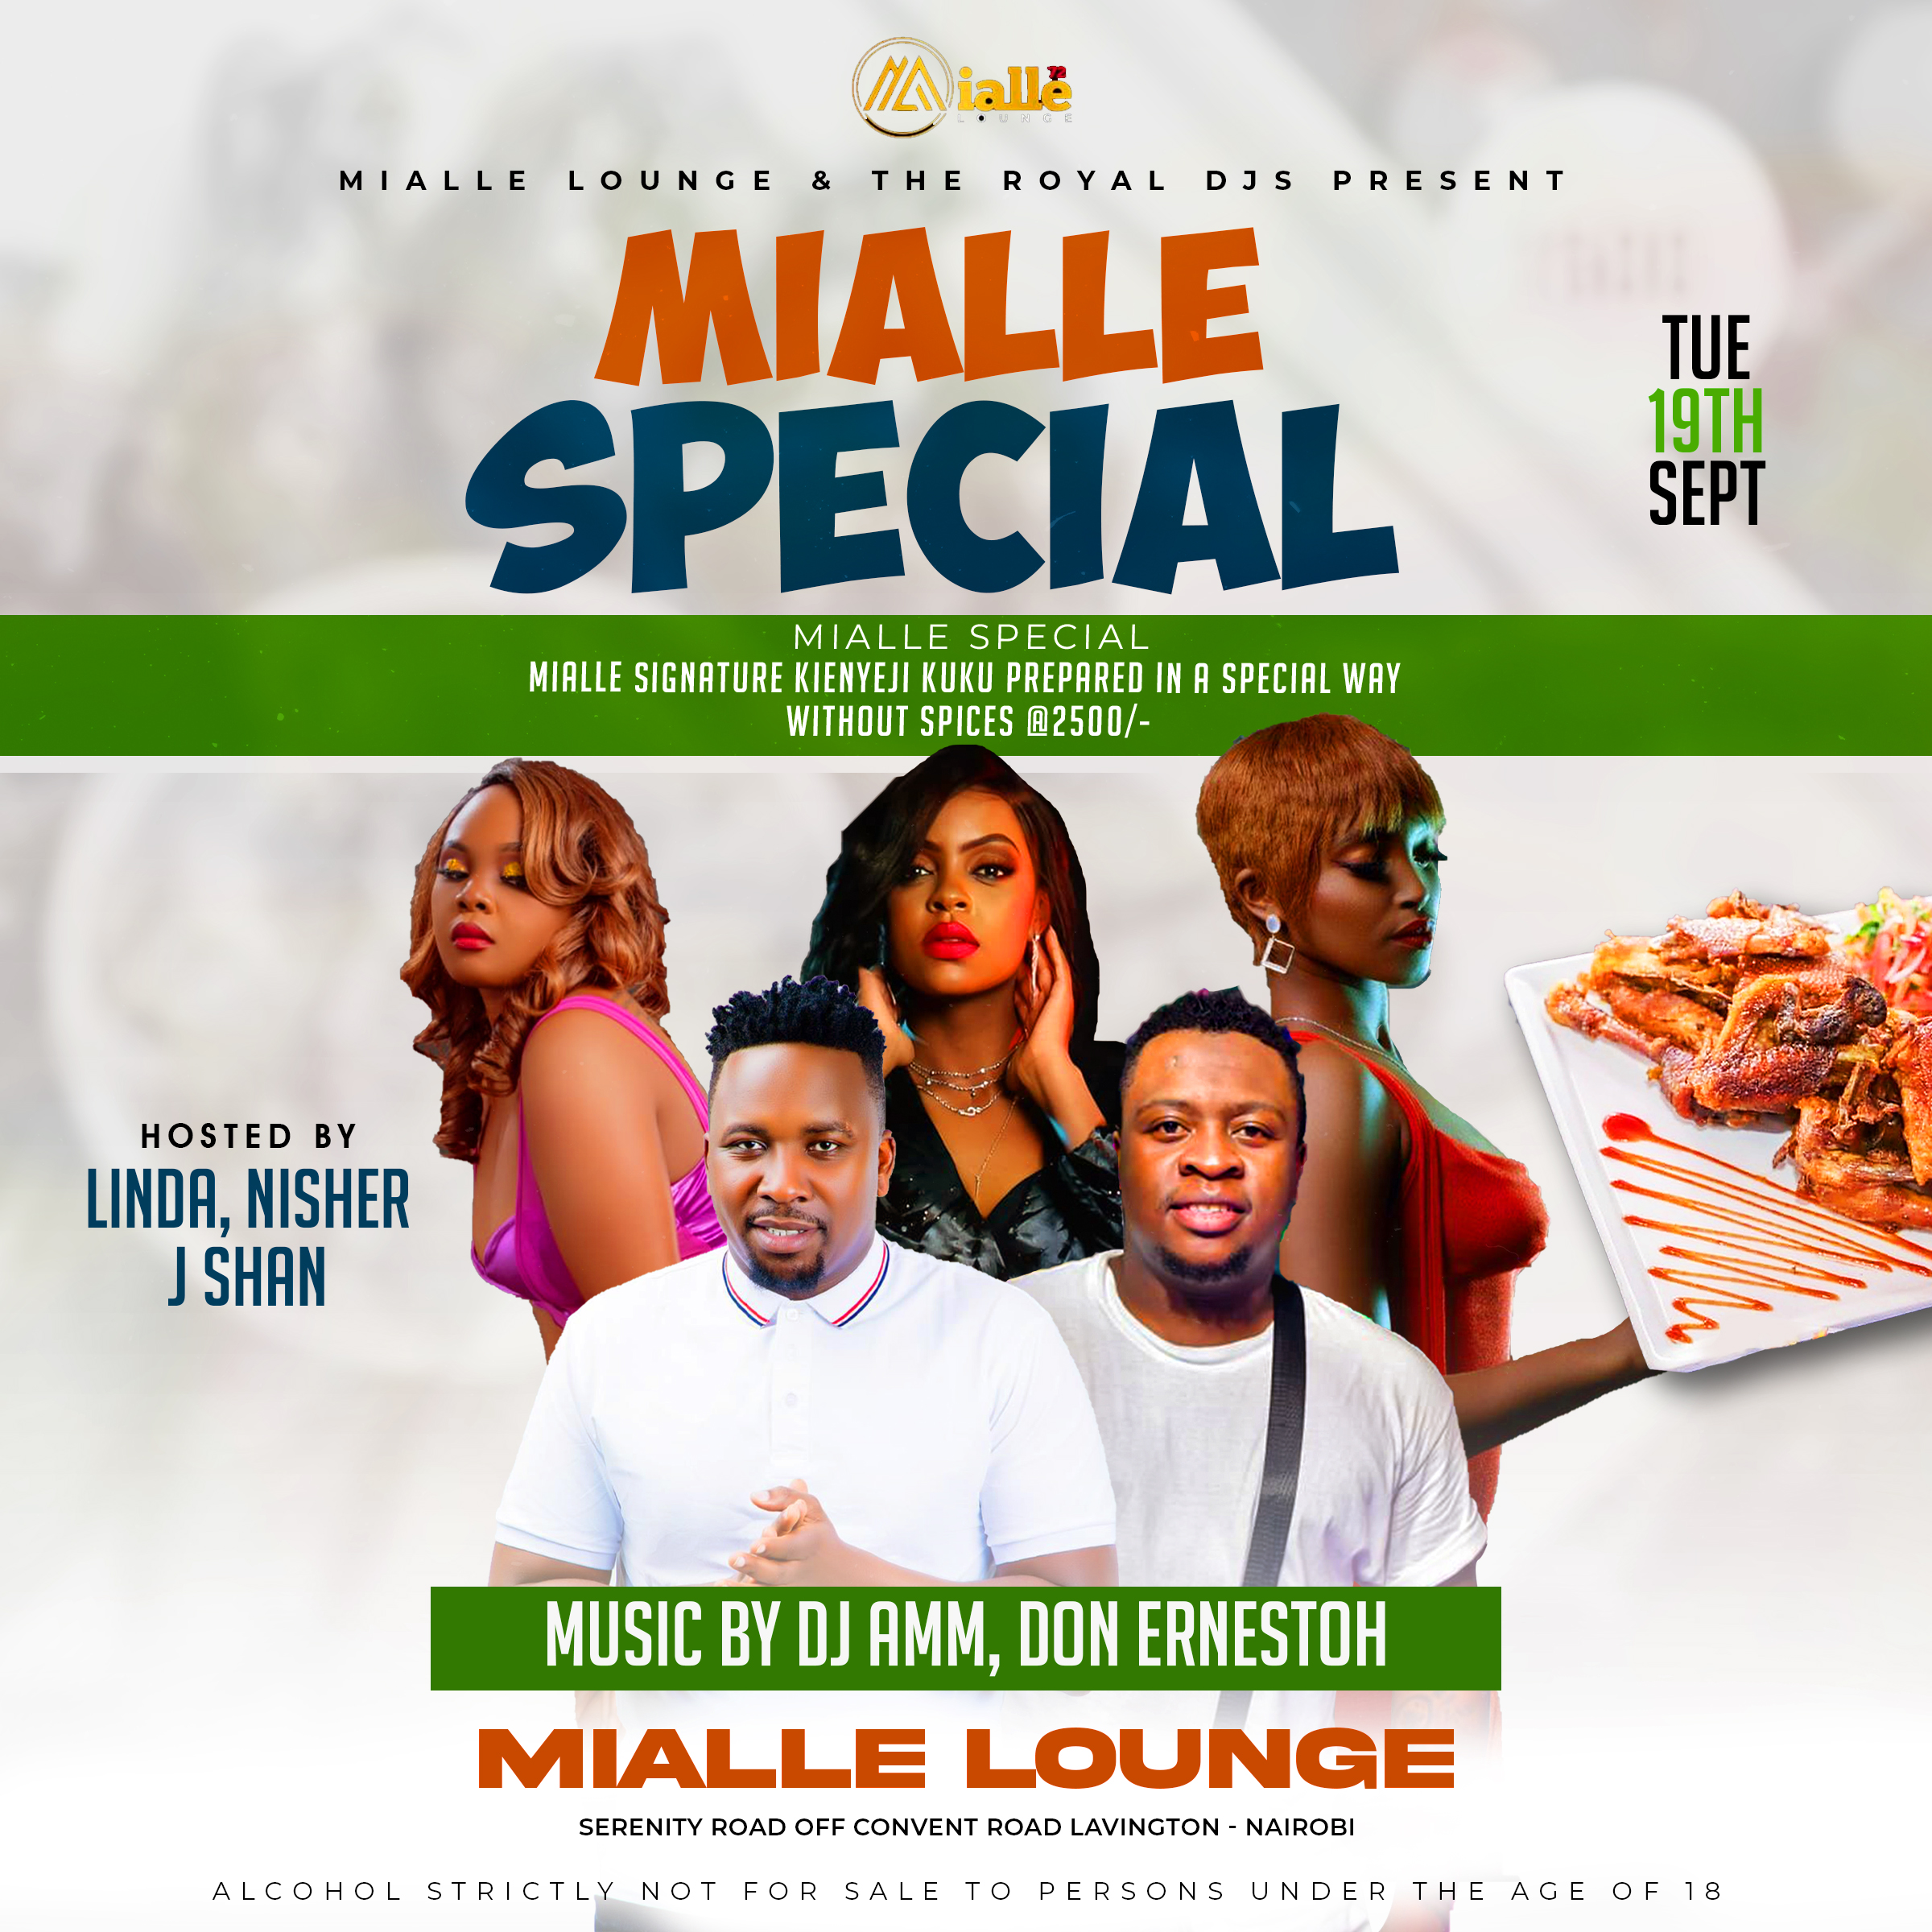 ialle
LOUNGE
MIALLE LOUNGE & THE ROYAL DJS PRESENT
MIALLE
SPECIAL
TUE
19TH
SEPT
MIALLE SPECIAL
MIALLE SIGNATURE KIENYEJI KUKU PREPARED IN A SPECIAL WAY
WITHOUT SPICES @2500/-
HOSTED BY
LINDA, NISHER
J SHAN
MUSIC BY DJ AMM, DON ERNESTOH
MIALLE LOUNGE
SERENITY ROAD OFF CONVENT ROAD LAVINGTON - NAIROBI
ALCOHOL STRICTLY NOT FOR SALE TO PERSONS UNDER THE AGE OF 18